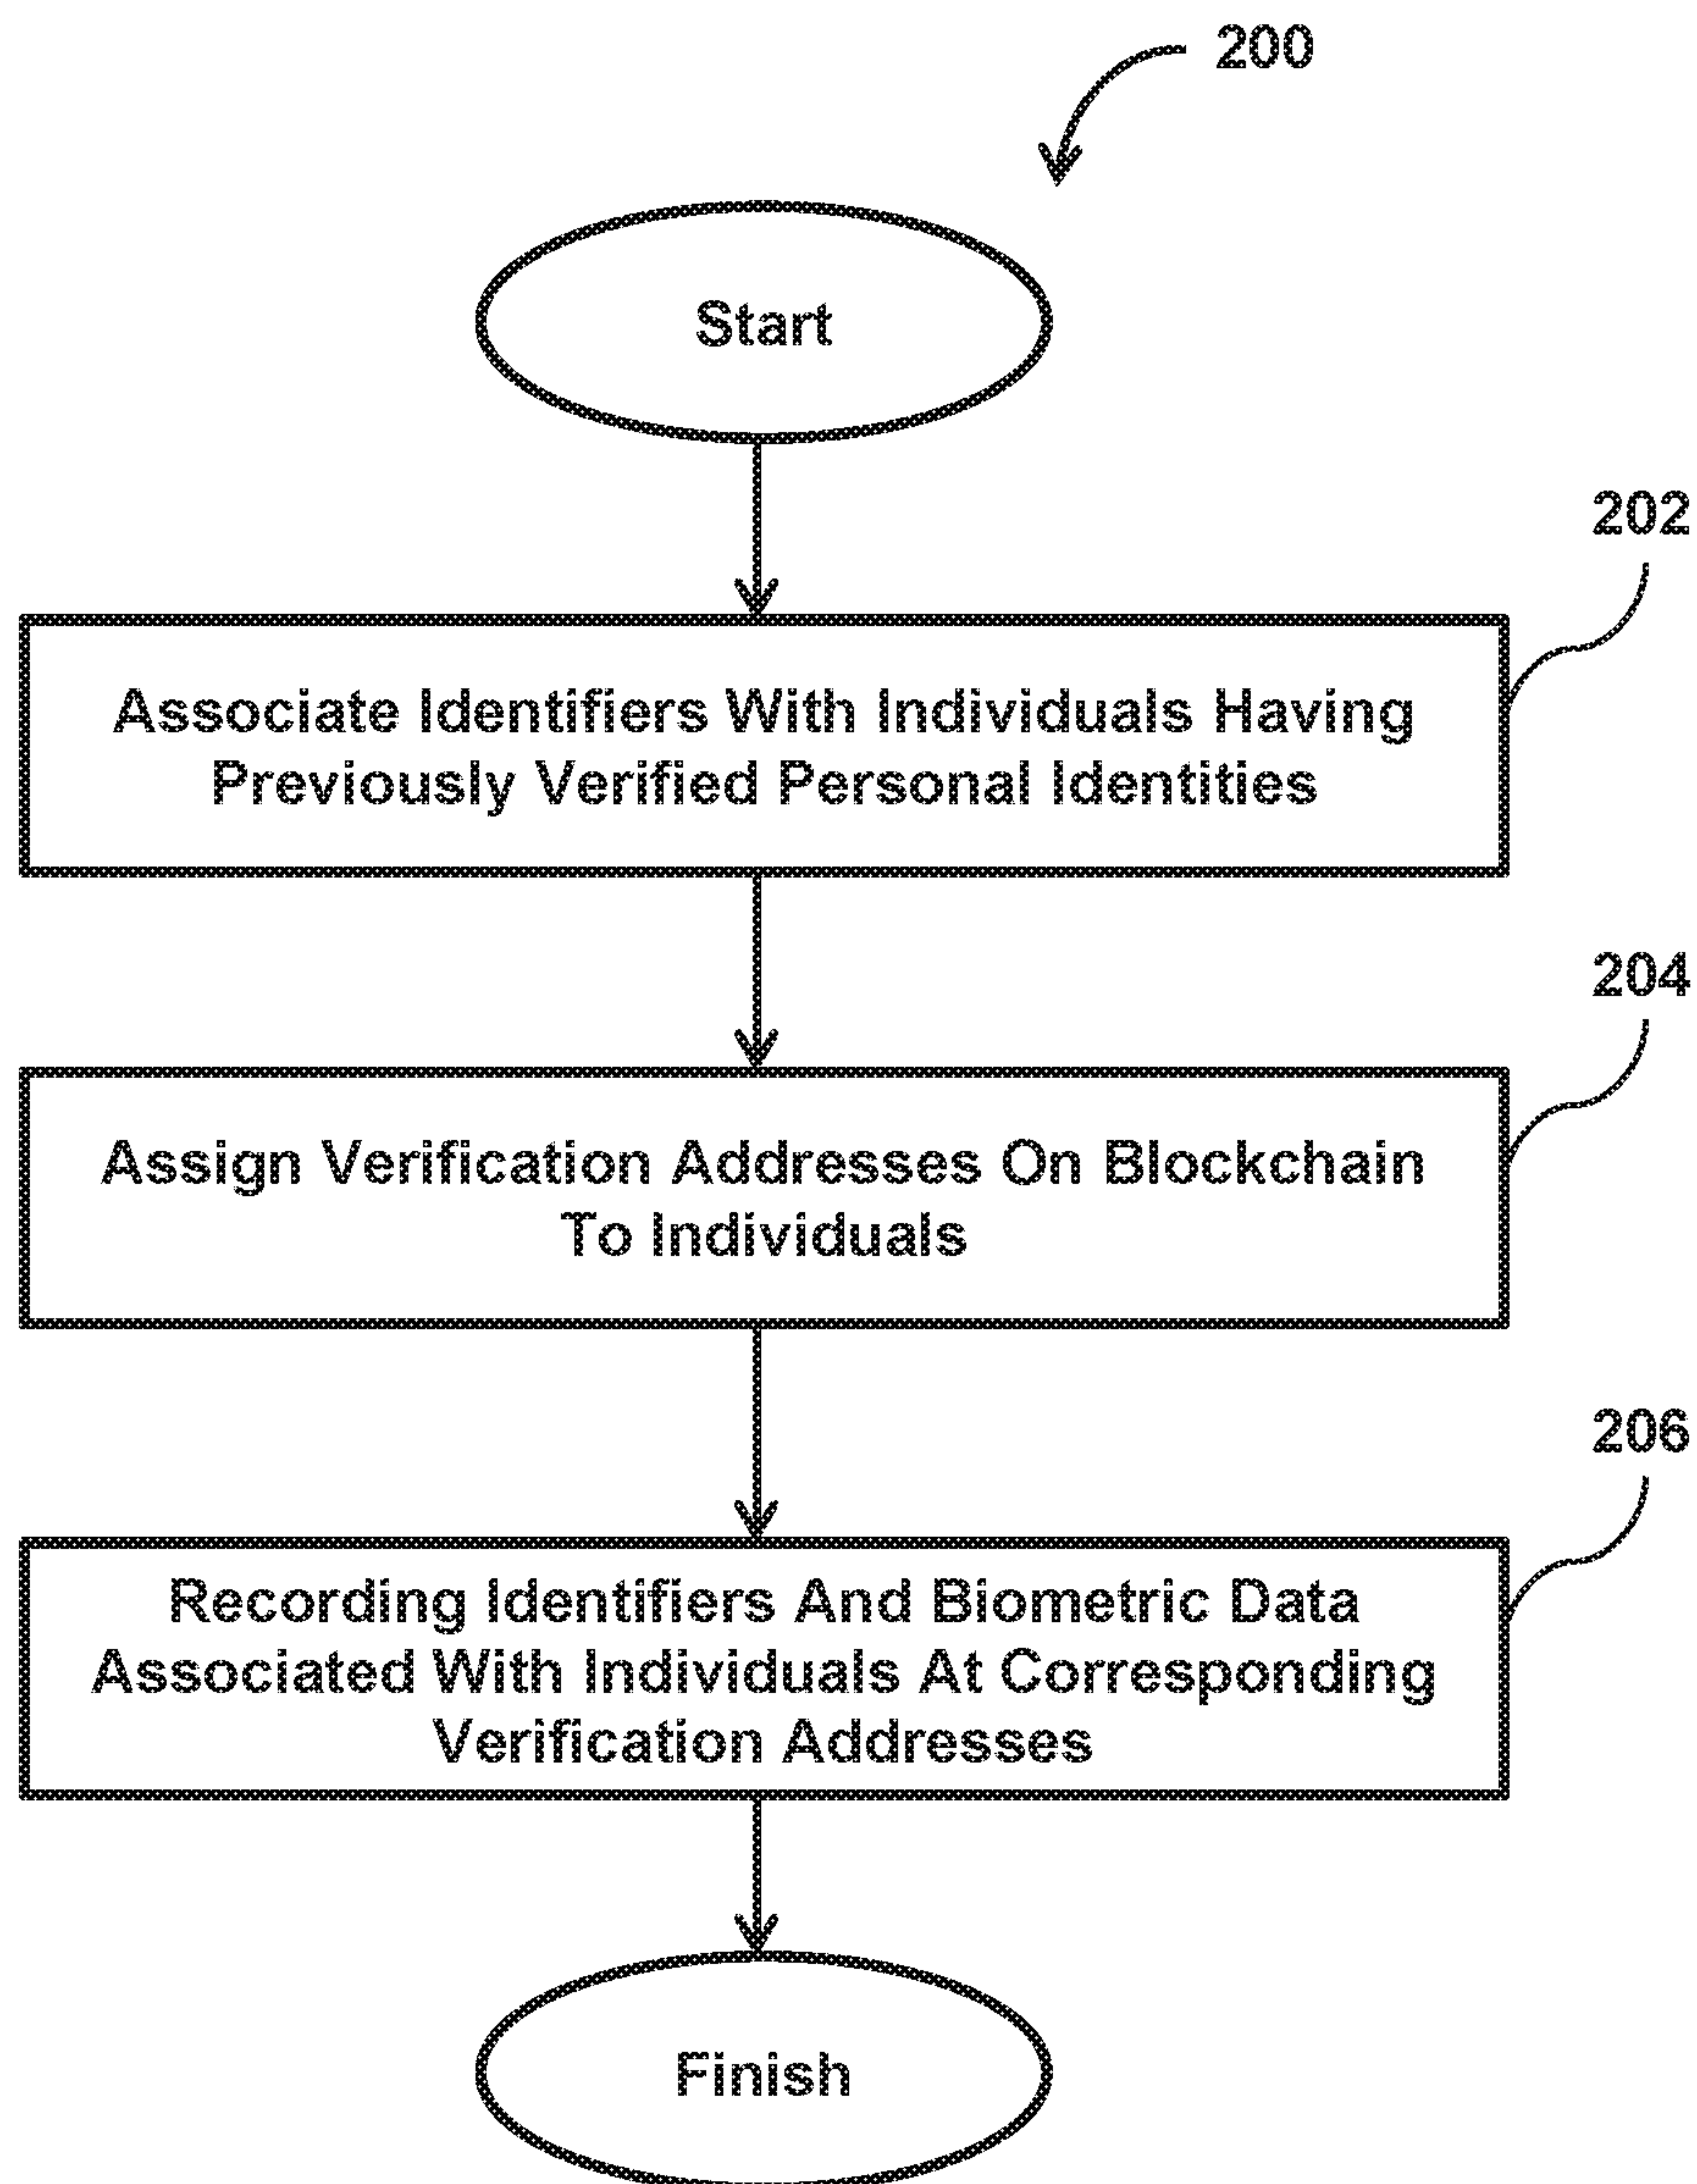 200
Start
202
Associate Identifiers With Individuals Having
Previously Verified Personal Identities
204
Assign Verification Addresses On Blockchain
To Individuals
206
Recording Identifiers And Biometric Data
Associated With Individuals At Corresponding
Verification Addresses
Finish